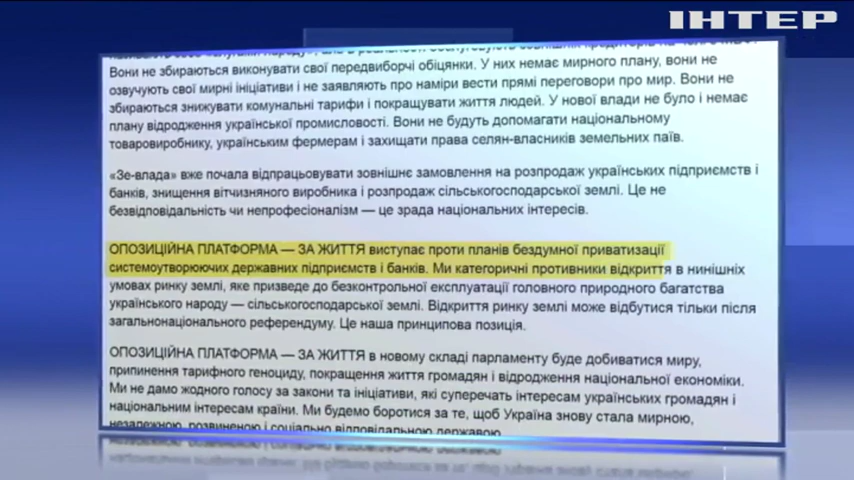 ІНТЕР
Вони не збираються виконувати свої передвиборчі обіцянки. У них немає мирного плану, вони не
озвучують свої мирні ініціативи і не заявляють про наміри вести прямі переговори про мир. Вони не
збираються знижувати комунальні тарифи і покращувати життя людей. У нової влади не було і немає
плану відродження української промисловості. Вони не будуть допомагати національному
товаровиробнику, українським фермерам і захищати права селян-власників земельних паїв.
«Зе-влада» вже почала відпрацьовувати зовнішнє замовлення на розпродаж українських підприємств і
банків, знищення вітчизняного виробника і розпродаж сільськогосподарської землі. Це не
безвідповідальність чи непрофесіоналізм — це зрада національних інтересів.
ОПОЗИЦІЙНА ПЛАТФОРМА — ЗА ЖИТТЯ виступає проти планів бездумної приватизації
системоутворюючих державних підприємств і банків. Ми категоричні противники відкриття в нинішніх
умовах ринку землі, яке призведе до безконтрольної експлуатації головного природного багатства
українського народу — сільськогосподарської землі. Відкриття ринку землі може відбутися тільки після
загальнонаціонального референдуму. Це наша принципова позиція.
ОПОЗИЦІЙНА ПЛАТФОРМА — ЗА ЖИТТЯ в новому складі парламенту буде добиватися миру,
припинення тарифного геноциду, покращення життя громадян і відродження національної економіки.
Ми не дамо жодного голосу за закони та ініціативи, які суперечать інтересам українських громадян і
національним інтересам країни. Ми будемо боротися за те, щоб Україна знову стала мирною,
незалежною, розвиненою і соціально відповідальною державою